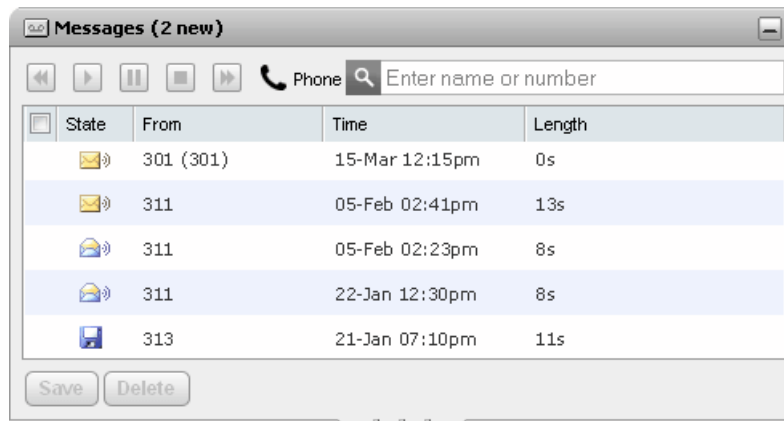 Messages (2 new)
Phone Enter name or number
State From Time Length
301 (301) 15-Mar 12:15pm 0s
311 05-Feb 02:41pm 13s
311 05-Feb 02:23pm 8s
311 22-Jan 12:30pm 8s
313 21-Jan 07:10pm 11s
Save Delete